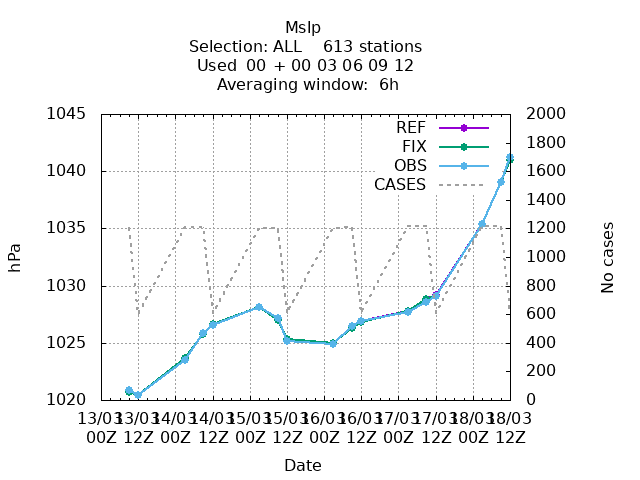 Mslp
Selection: ALL    613 stations
Used  00 + 00 03 06 09 12
Averaging window:  6h
1045
1040
1035
1030
1025
1020
hPa
2000
1800
1600
1400
1200
1000
800
600
400
200
0
No cases
REF
FIX
OBS
CASES
13/03 13/03 14/03 14/03 15/03 15/03 16/03 16/03 17/03 17/03 18/03 18/03
00Z 12Z 00Z 12Z 00Z 12Z 00Z 12Z 00Z 12Z 00Z 12Z
Date